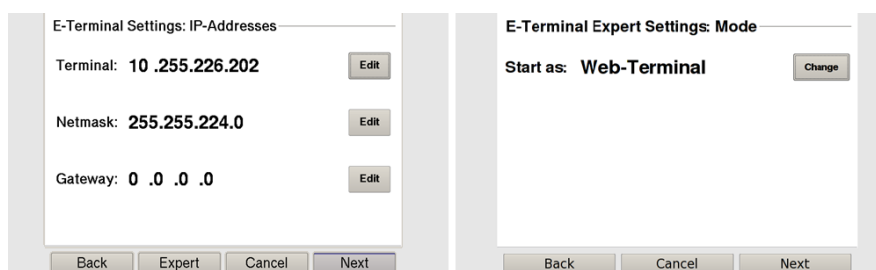 E-Terminal Settings: IP-Addresses
Terminal: 10 .255.226.202 Edit
Netmask: 255.255.224.0 Edit
Gateway: 0 .0 .0 .0 Edit
Back Expert Cancel Next
E-Terminal Expert Settings: Mode
Start as: Web-Terminal Change
Back Cancel Next